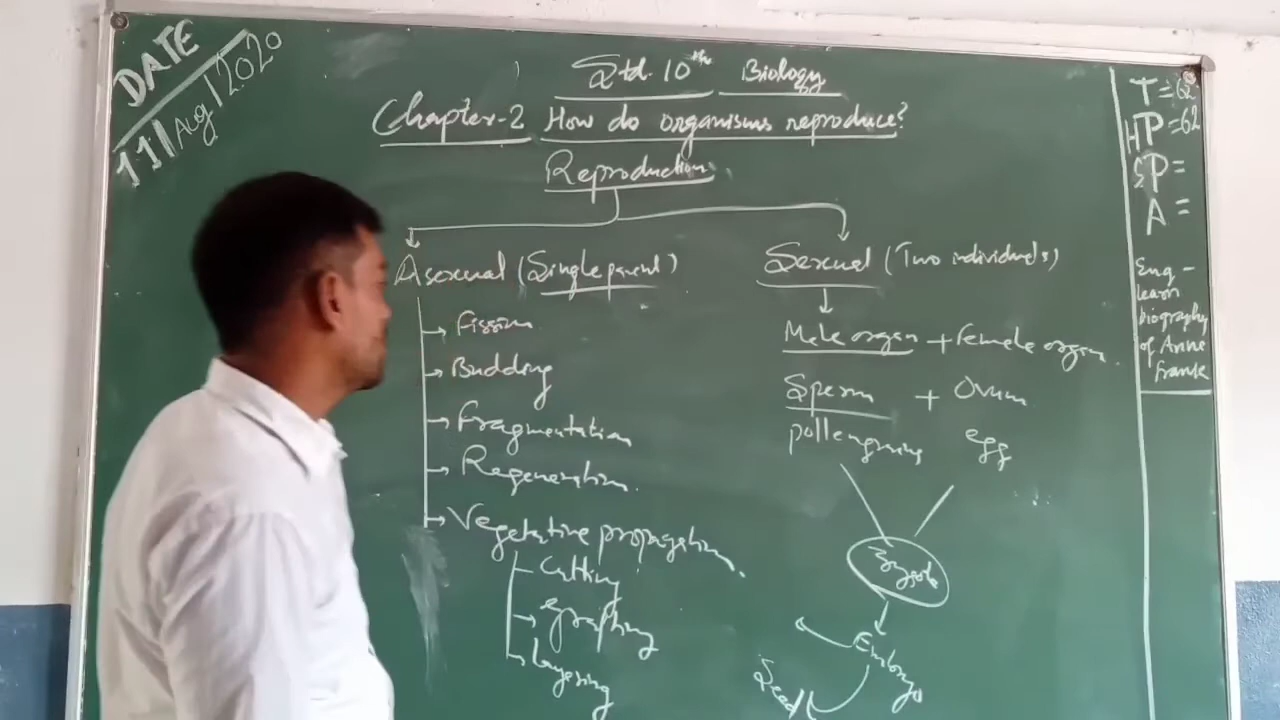 DATE
11/Aug/2020
Std. 10th Biology
Chapter-2 How do organisms reproduce?
Reproduction
Asexual (Single parent)
Fission
Budding
Fragmentation
Regeneration
Vegetative propagation
Cutting
grafting
layering
Sexual (Two individuals)
Male organ + Female organ
Sperm + Ovum
pollengrains egg
Zygote
Embryo
Seed
T = 62
HP = 62
P =
A =
Eng -
learn
biography
of Anne
Frank